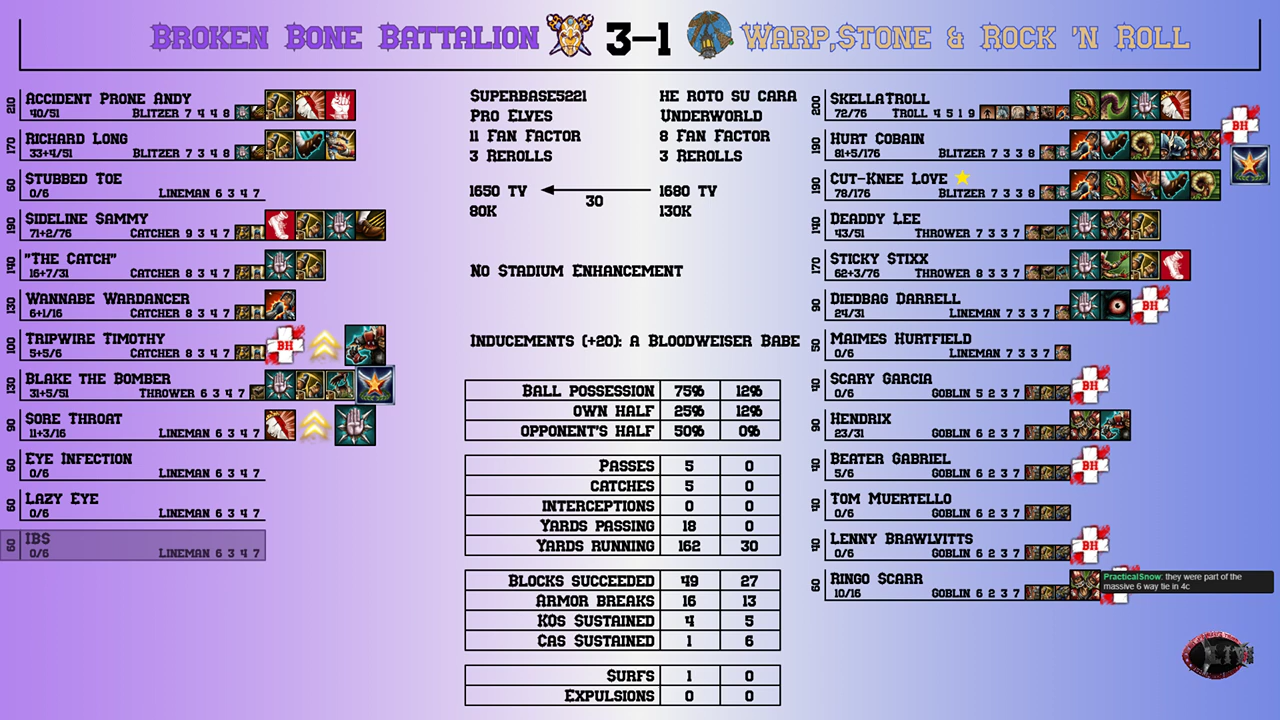 BROKEN BONE BATTALION 3-1 WARP,STONE & ROCK 'N ROLL
210 ACCIDENT PRONE ANDY
40/51 BLITZER 7 4 4 8
170 RICHARD LONG
33+4/51 BLITZER 7 3 4 8
60 STUBBED TOE
0/6 LINEMAN 6 3 4 7
190 SIDELINE SAMMY
71+2/76 CATCHER 9 3 4 7
140 "THE CATCH"
16+7/31 CATCHER 8 3 4 7
130 WANNABE WARDANCER
6+1/16 CATCHER 8 3 4 7
100 TRIPWIRE TIMOTHY
5+5/6 CATCHER 8 3 4 7
BH
130 BLAKE THE BOMBER
31+5/51 THROWER 6 3 4 7
90 SORE THROAT
11+3/16 LINEMAN 6 3 4 7
60 EYE INFECTION
0/6 LINEMAN 6 3 4 7
60 LAZY EYE
0/6 LINEMAN 6 3 4 7
60 IBS
0/6 LINEMAN 6 3 4 7
SUPERBASE5221 HE ROTO SU CARA
PRO ELVES UNDERWORLD
11 FAN FACTOR 8 FAN FACTOR
3 REROLLS 3 REROLLS
1650 TV 1680 TV
30
80K 130K
NO STADIUM ENHANCEMENT
INDUCEMENTS (+20): A BLOODWEISER BABE
BALL POSSESSION 75% 12%
OWN HALF 25% 12%
OPPONENT'S HALF 50% 0%
PASSES 5 0
CATCHES 5 0
INTERCEPTIONS 0 0
YARDS PASSING 18 0
YARDS RUNNING 162 30
BLOCKS SUCCEEDED 49 27
ARMOR BREAKS 16 13
KOS SUSTAINED 4 5
CAS SUSTAINED 1 6
SURFS 1 0
EXPULSIONS 0 0
200 SKELLATROLL
72/76 TROLL 4 5 1 9
190 HURT COBAIN
81+5/176 BLITZER 7 3 3 8
BH
190 CUT-KNEE LOVE
78/176 BLITZER 7 3 3 8
140 DEADDY LEE
43/51 THROWER 7 3 3 7
170 STICKY STIXX
62+3/76 THROWER 8 3 3 7
90 DIEDBAG DARRELL
24/31 LINEMAN 7 3 3 7
BH
50 MAIMES HURTFIELD
0/6 LINEMAN 7 3 3 7
40 SCARY GARCIA
0/6 GOBLIN 5 2 3 7
BH
90 HENDRIX
23/31 GOBLIN 6 2 3 7
40 BEATER GABRIEL
5/6 GOBLIN 6 2 3 7
BH
40 TOM MUERTELLO
0/6 GOBLIN 6 2 3 7
40 LENNY BRAWLVITTS
0/6 GOBLIN 6 2 3 7
BH
60 RINGO SCARR
10/16 GOBLIN 6 2 3 7
PracticalSnow: they were part of the
massive 6 way tie in 4c